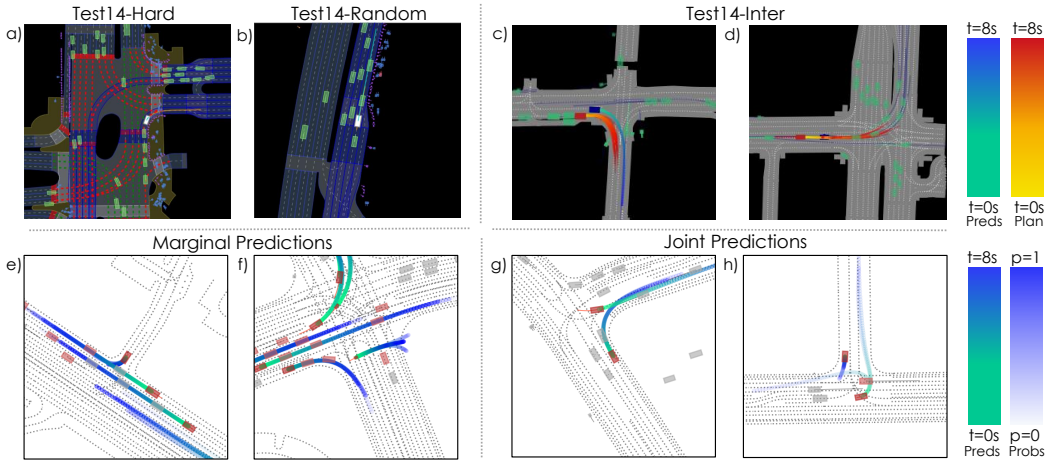 Test14-Hard
Test14-Random
Test14-Inter
a)
b)
c)
d)
t=8s
t=8s
t=0s
t=0s
Preds
Plan
Marginal Predictions
Joint Predictions
e)
f)
g)
h)
t=8s
p=1
t=0s
p=0
Preds
Probs